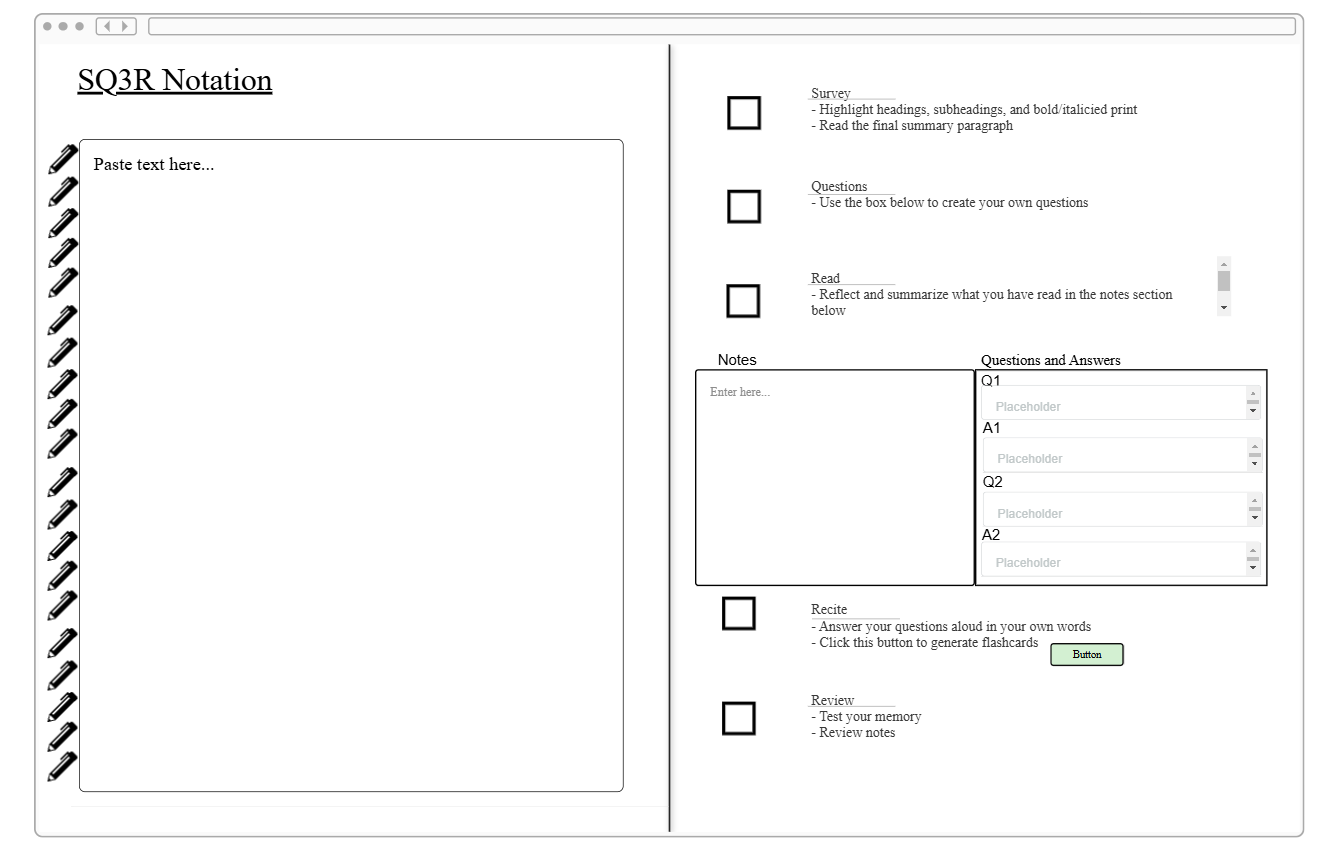 SQ3R Notation
Paste text here...
Survey
- Highlight headings, subheadings, and bold/italicied print
- Read the final summary paragraph
Questions
- Use the box below to create your own questions
Read
- Reflect and summarize what you have read in the notes section
below
Notes
Enter here...
Questions and Answers
Q1
Placeholder
A1
Placeholder
Q2
Placeholder
A2
Placeholder
Recite
- Answer your questions aloud in your own words
- Click this button to generate flashcards
Button
Review
- Test your memory
- Review notes